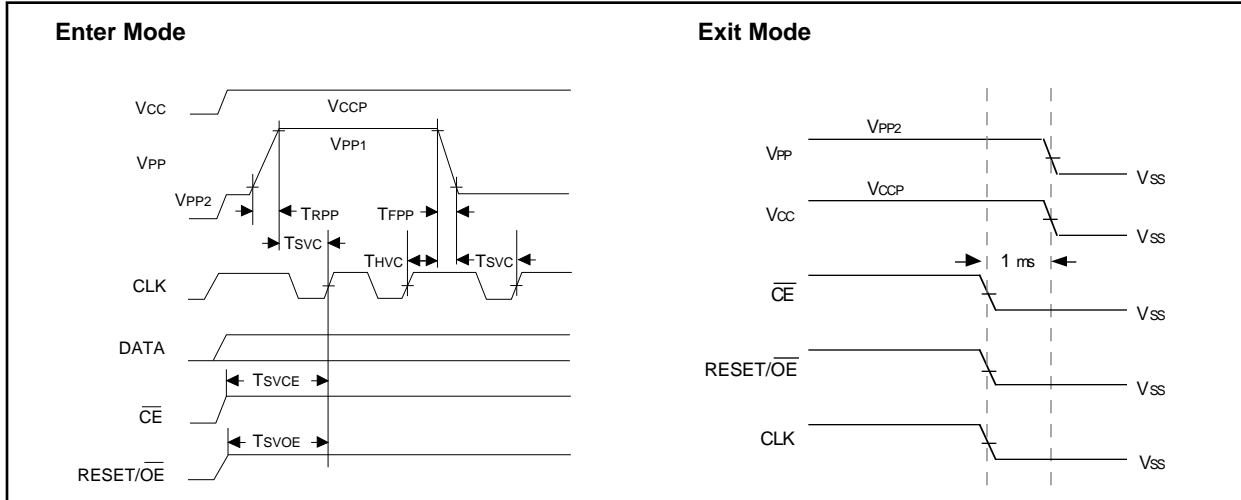 Enter Mode
VCC
VCCP
VPP1
VPP
VPP2
TRPP
TFPP
TSVC
THVC
TSVC
CLK
DATA
TSVCE
CE
TSVOE
RESET/OE
Exit Mode
VPP2
VPP
VSS
VCCP
VCC
VSS
1 ms
CE
VSS
RESET/OE
VSS
CLK
VSS